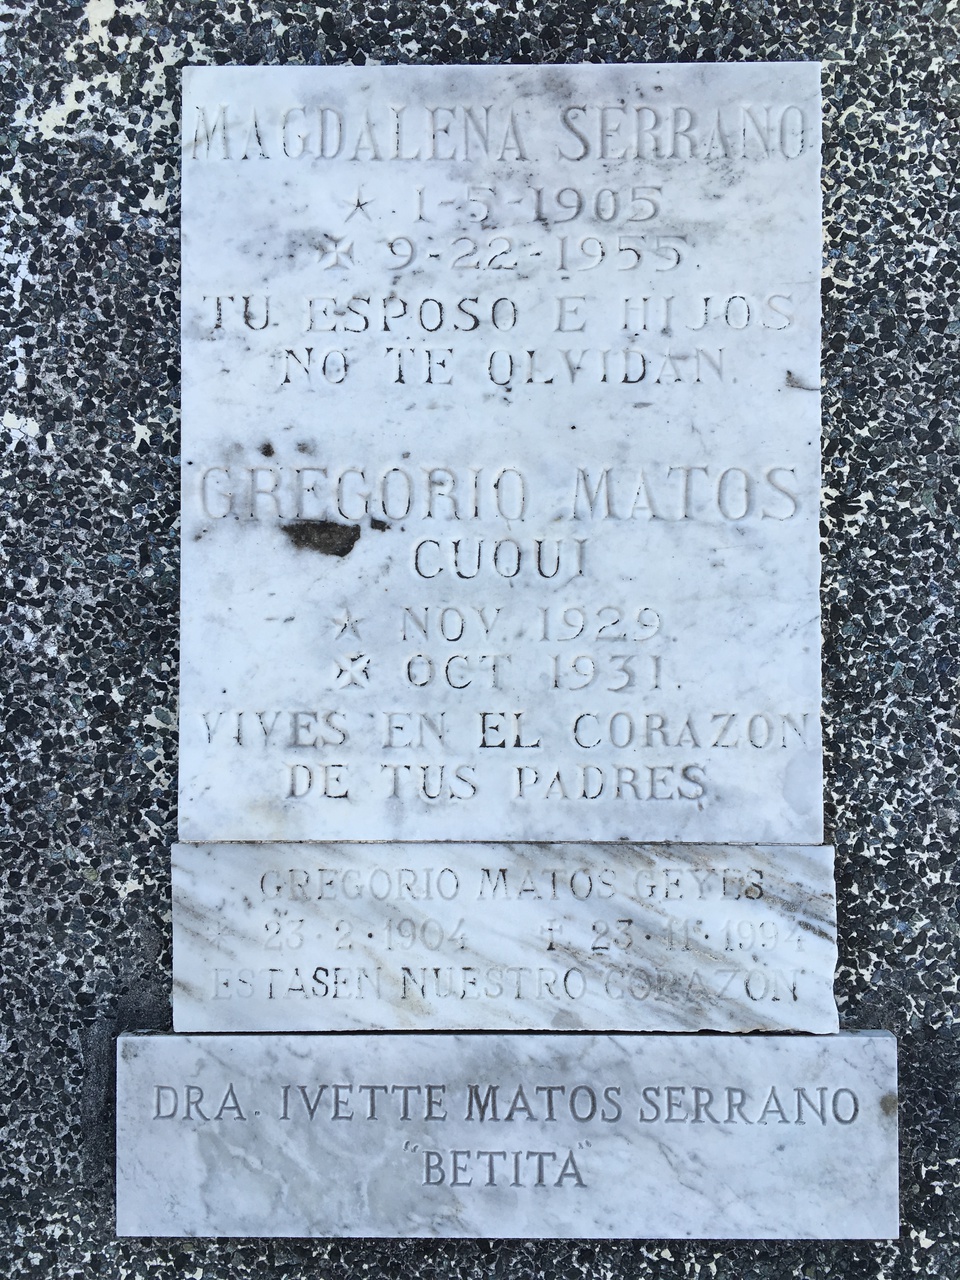 MAGDALENA SERRANO
1-5-1905
9-22-1955.
TU ESPOSO E HIJOS
NO TE OLVIDAN.
GREGORIO MATOS
CUQUI
NOV. 1929.
OCT 1931.
VIVES EN EL CORAZON
DE TUS PADRES
GREGORIO MATOS GEYES
23·2·1904 † 23·11·1994
ESTASEN NUESTRO CORAZON
DRA. IVETTE MATOS SERRANO
"BETITA"